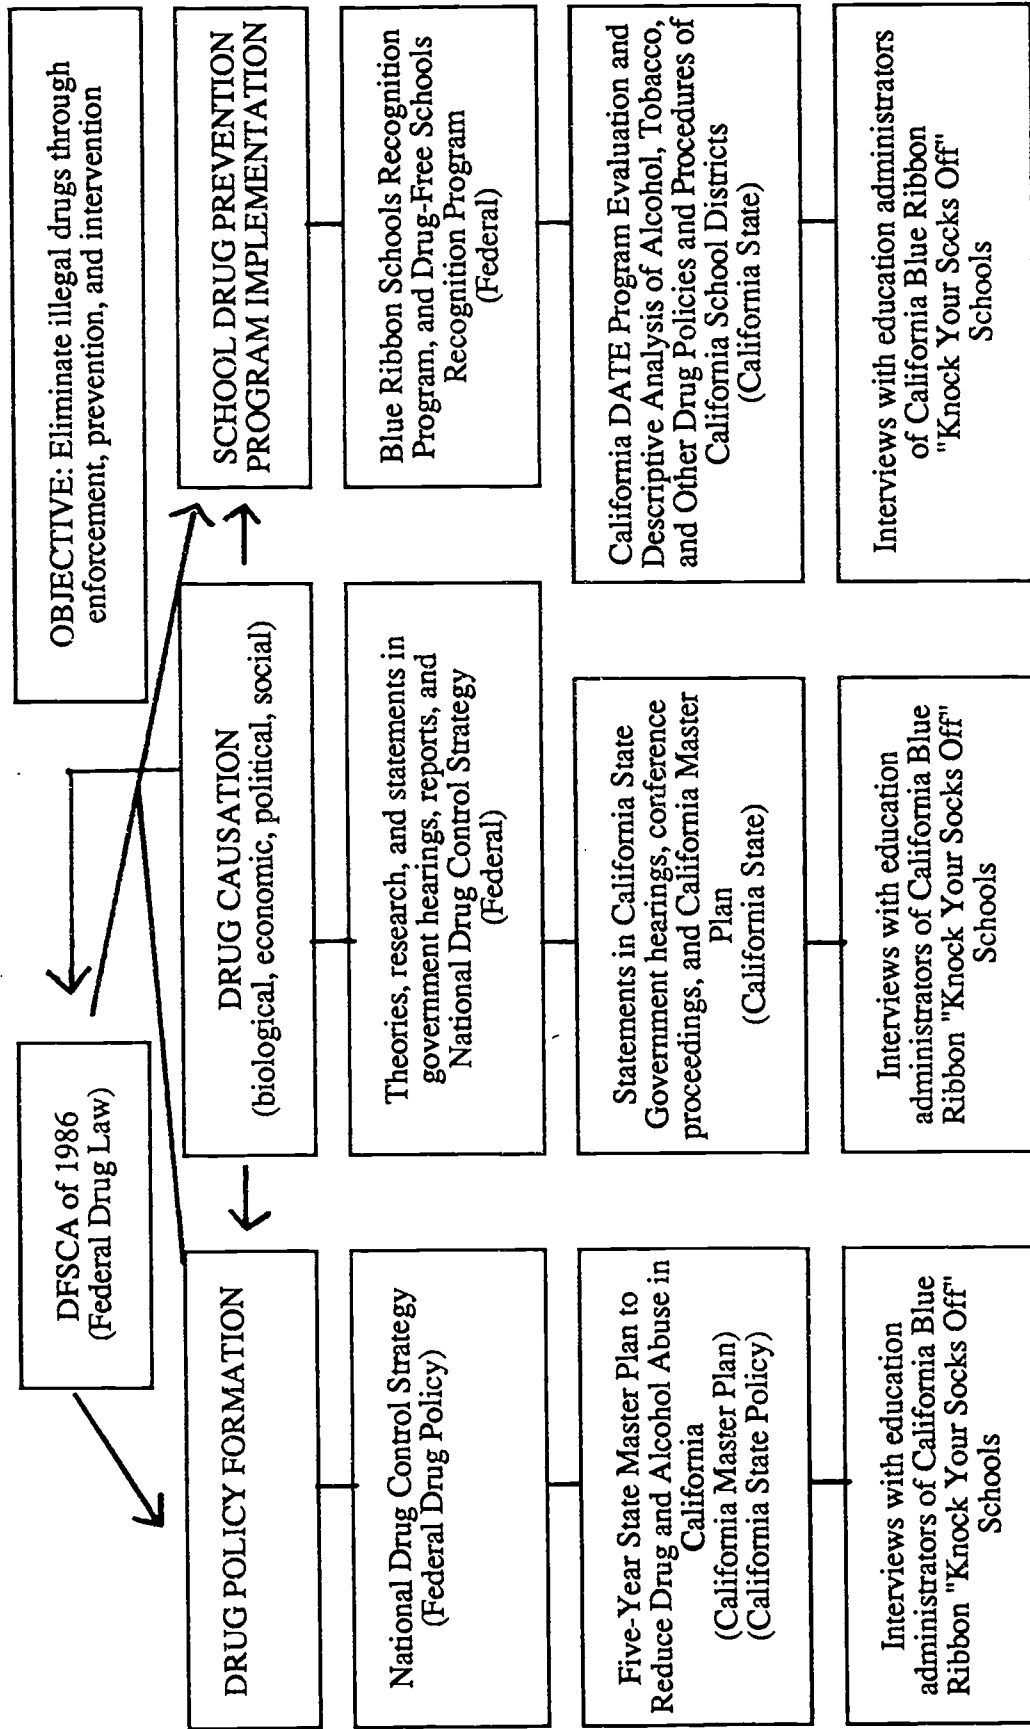 DFSCA of 1986
(Federal Drug Law)
OBJECTIVE: Eliminate illegal drugs through
enforcement, prevention, and intervention
DRUG POLICY FORMATION
DRUG CAUSATION
(biological, economic, political, social)
SCHOOL DRUG PREVENTION
PROGRAM IMPLEMENTATION
National Drug Control Strategy
(Federal Drug Policy)
Theories, research, and statements in
government hearings, reports, and
National Drug Control Strategy
(Federal)
Blue Ribbon Schools Recognition
Program, and Drug-Free Schools
Recognition Program
(Federal)
Five-Year State Master Plan to
Reduce Drug and Alcohol Abuse in
California
(California Master Plan)
(California State Policy)
Statements in California State
Government hearings, conference
proceedings, and California Master
Plan
(California State)
California DATE Program Evaluation and
Descriptive Analysis of Alcohol, Tobacco,
and Other Drug Policies and Procedures of
California School Districts
(California State)
Interviews with education
administrators of California Blue
Ribbon "Knock Your Socks Off"
Schools
Interviews with education
administrators of California Blue
Ribbon "Knock Your Socks Off"
Schools
Interviews with education administrators
of California Blue Ribbon
"Knock Your Socks Off"
Schools